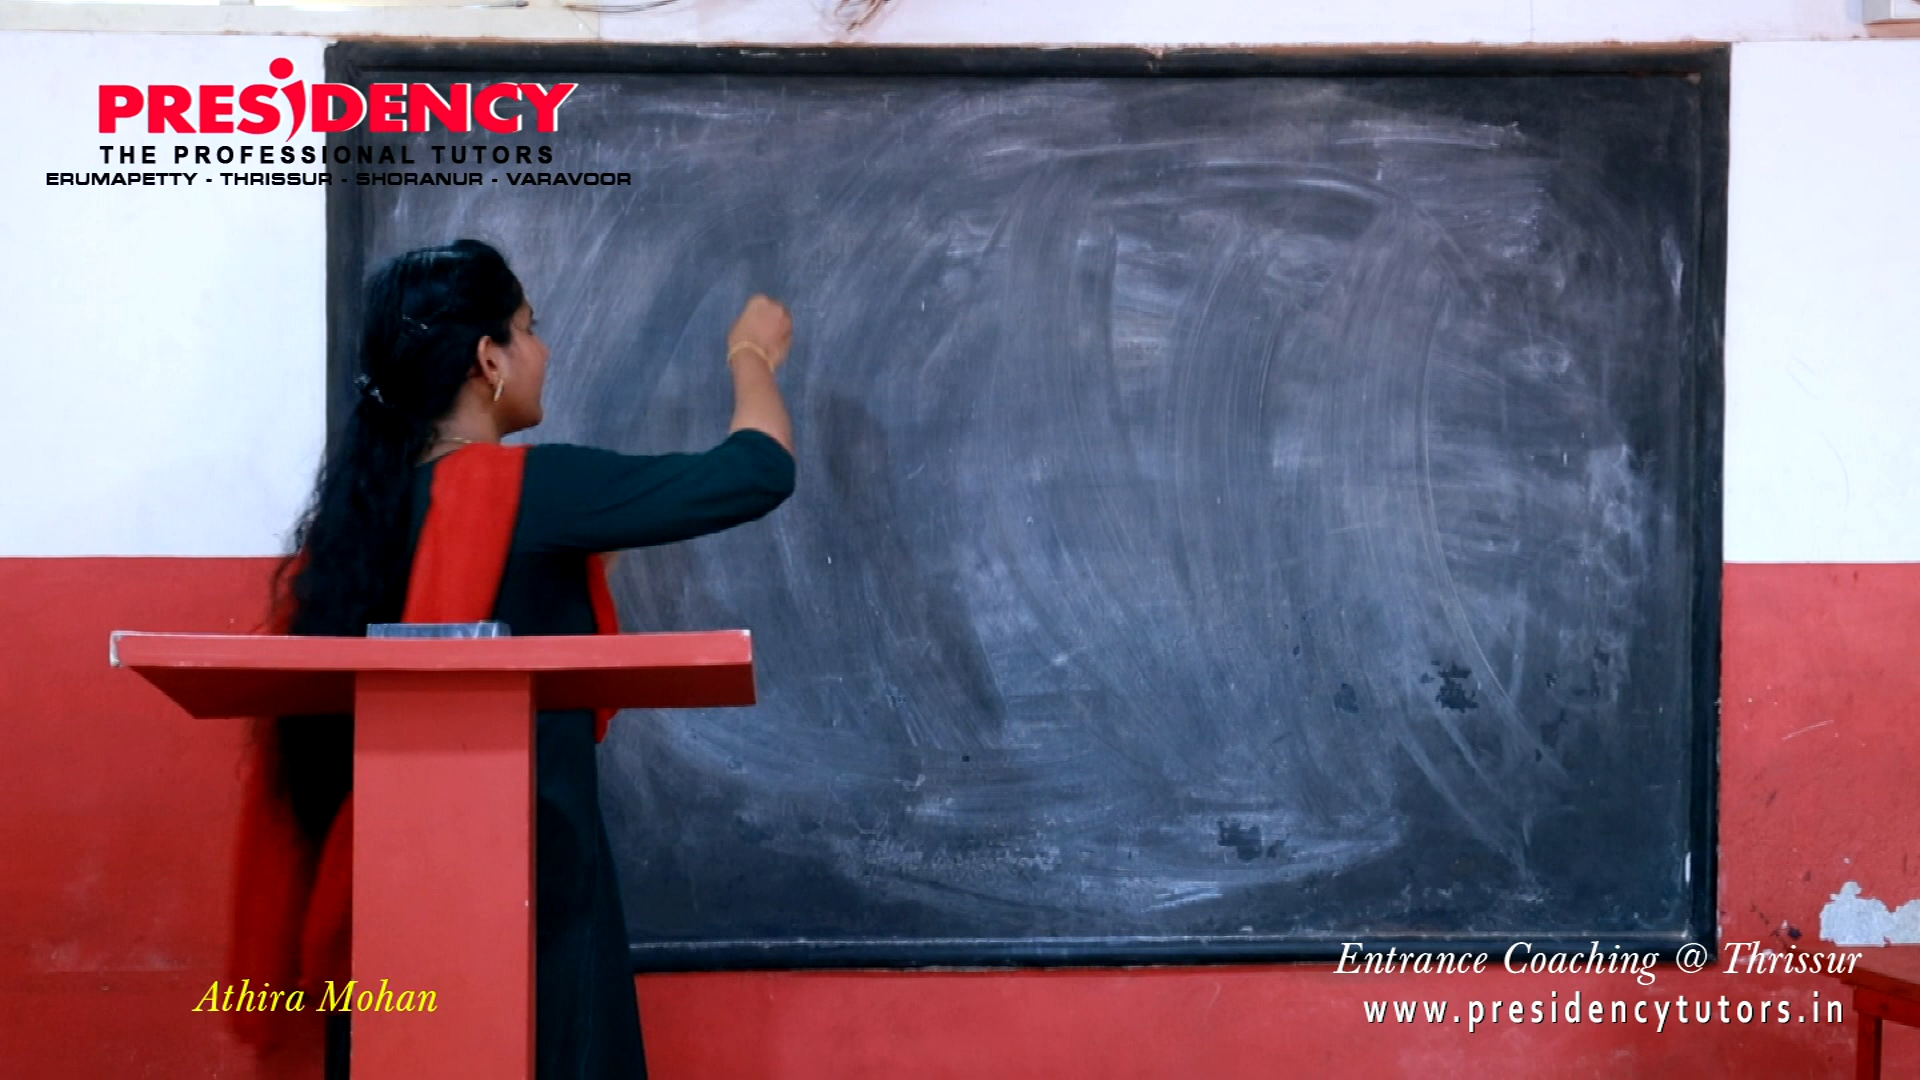 PRESiDENCY
THE PROFESSIONAL TUTORS
ERUMAPETTY - THRISSUR - SHORANUR - VARAVOOR
Athira Mohan
Entrance Coaching @ Thrissur
www.presidencytutors.in